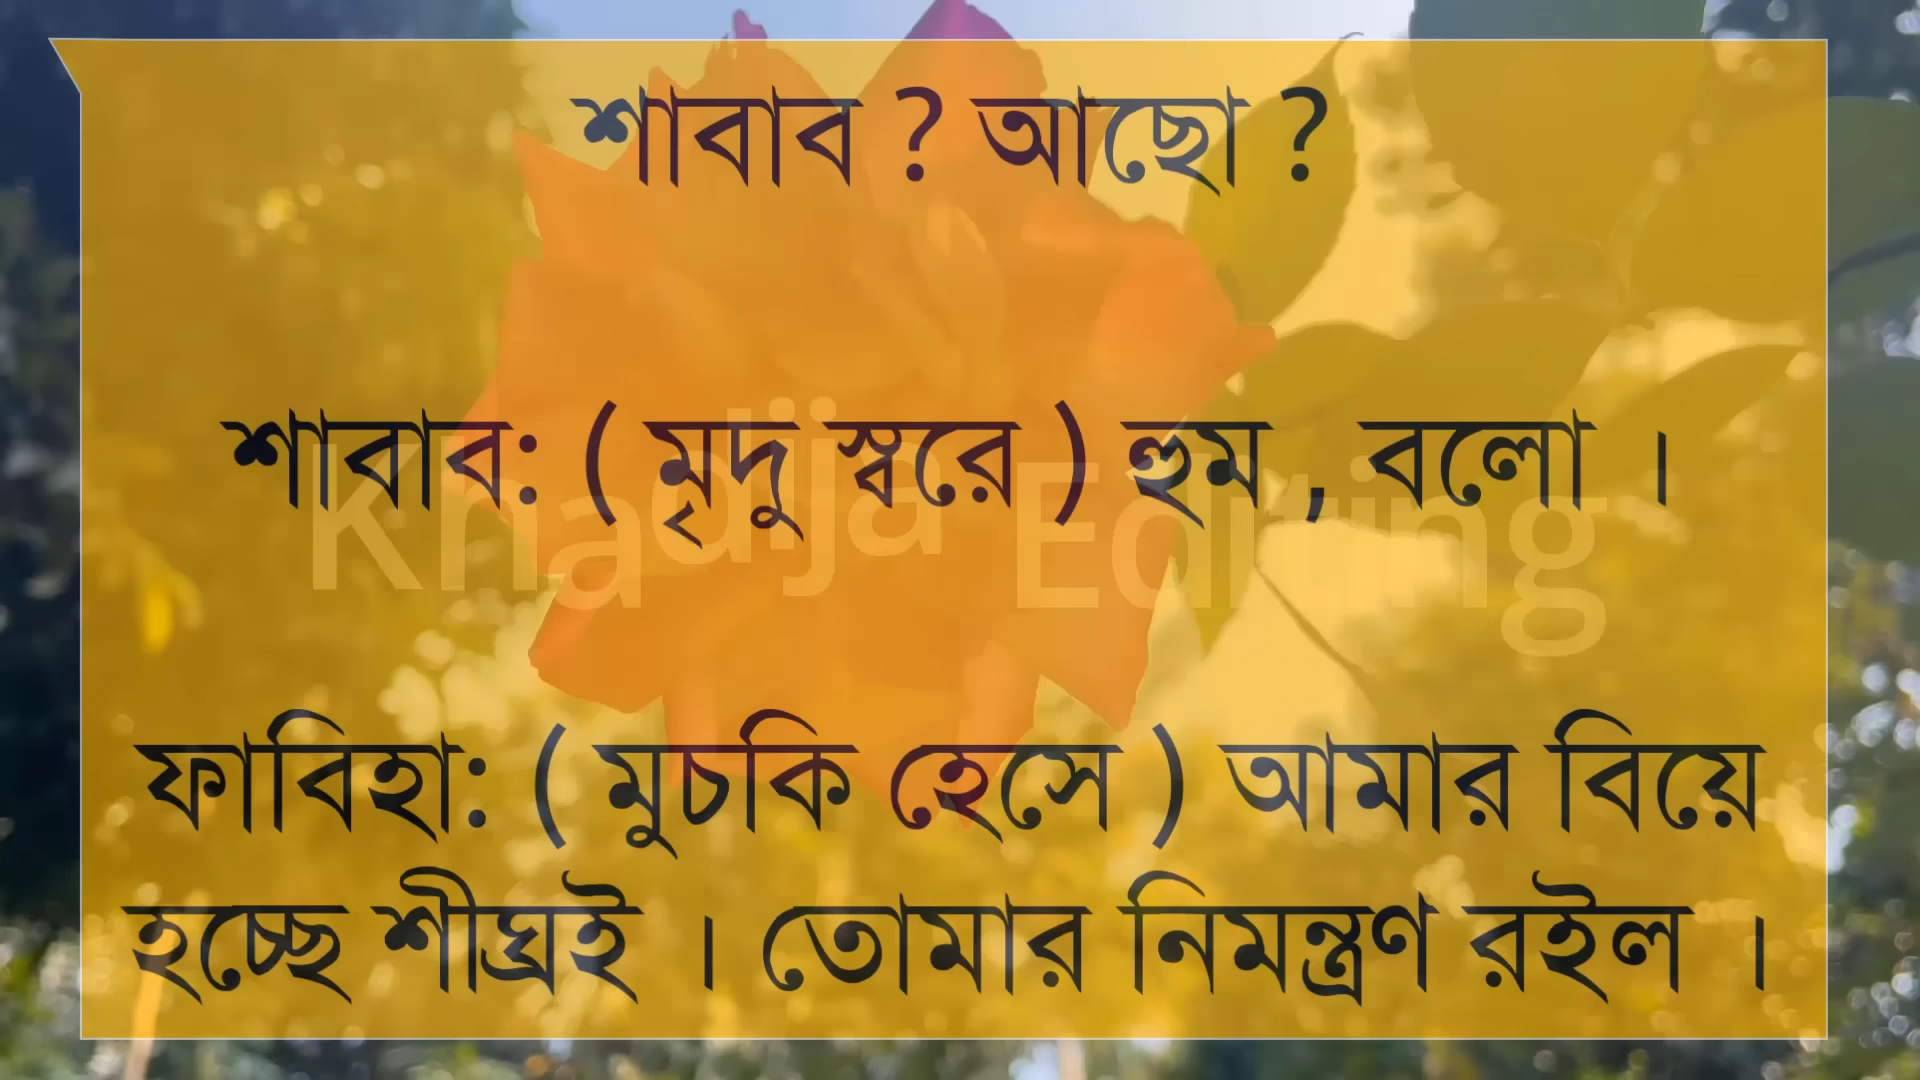 শাবাব ? আছো ?
শাবাব: ( মৃদু স্বরে ) হুম , বলো ।
Khadija Editing
ফাবিহা: ( মুচকি হেসে ) আমার বিয়ে
হচ্ছে শীঘ্রই । তোমার নিমন্ত্রণ রইল ।